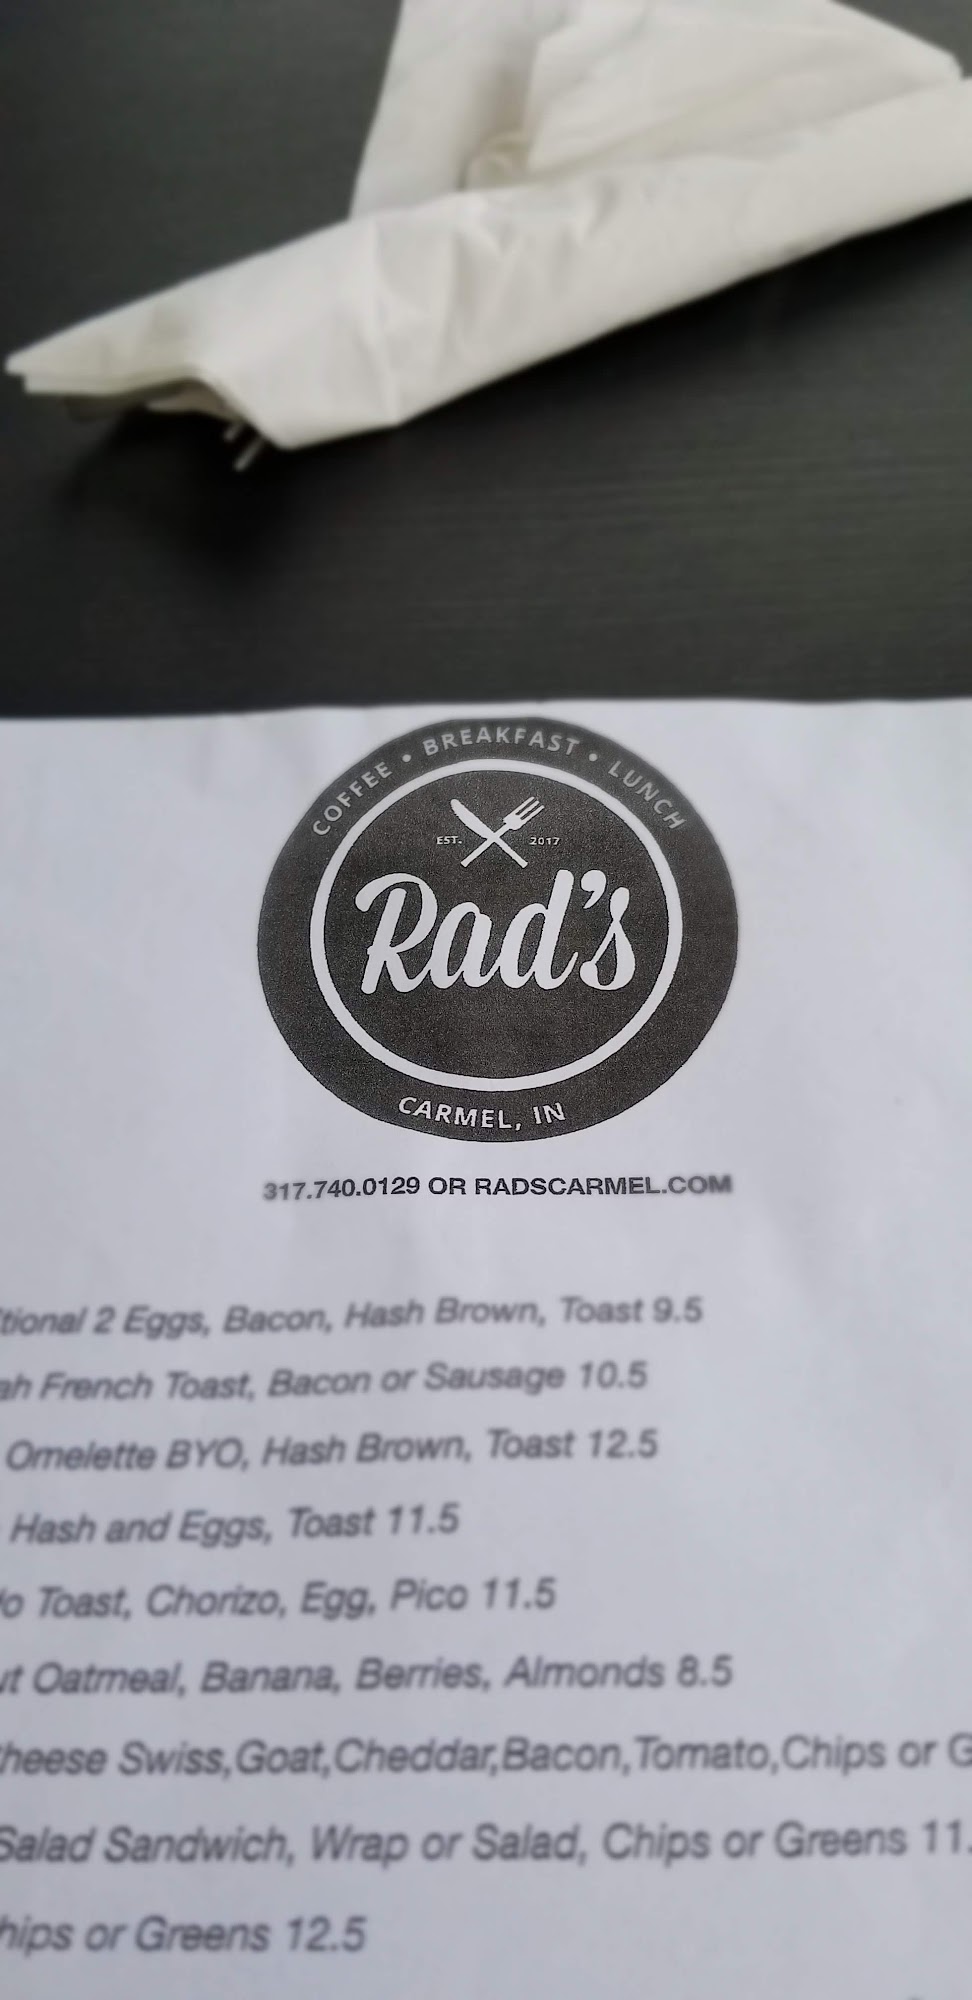 COFFEE • BREAKFAST • LUNCH
EST. 2017
Rad's
CARMEL, IN
317.740.0129 OR RADSCARMEL.COM
2 Eggs, Bacon, Hash Brown, Toast 9.5
French Toast, Bacon or Sausage 10.5
Omelette BYO, Hash Brown, Toast 12.5
Hash and Eggs, Toast 11.5
Toast, Chorizo, Egg, Pico 11.5
Oatmeal, Banana, Berries, Almonds 8.5
Swiss,Goat,Cheddar,Bacon,Tomato,Chips or
Salad Sandwich, Wrap or Salad, Chips or Greens 11.
or Greens 12.5